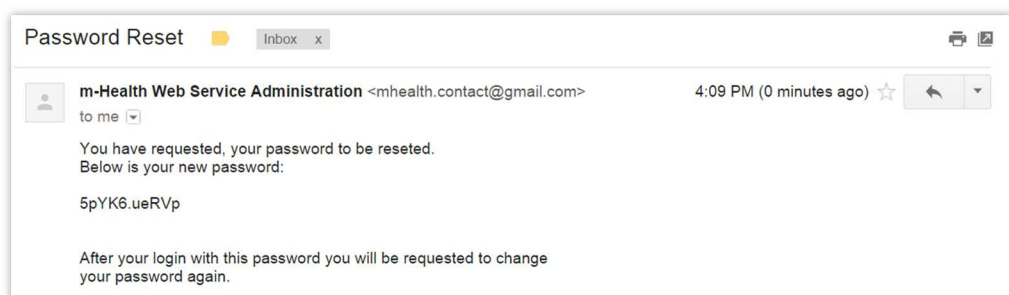 Password Reset Inbox x
m-Health Web Service Administration <mhealth.contact@gmail.com> 4:09 PM (0 minutes ago)
to me
You have requested, your password to be reseted.
Below is your new password:
5pYK6.ueRVp
After your login with this password you will be requested to change
your password again.